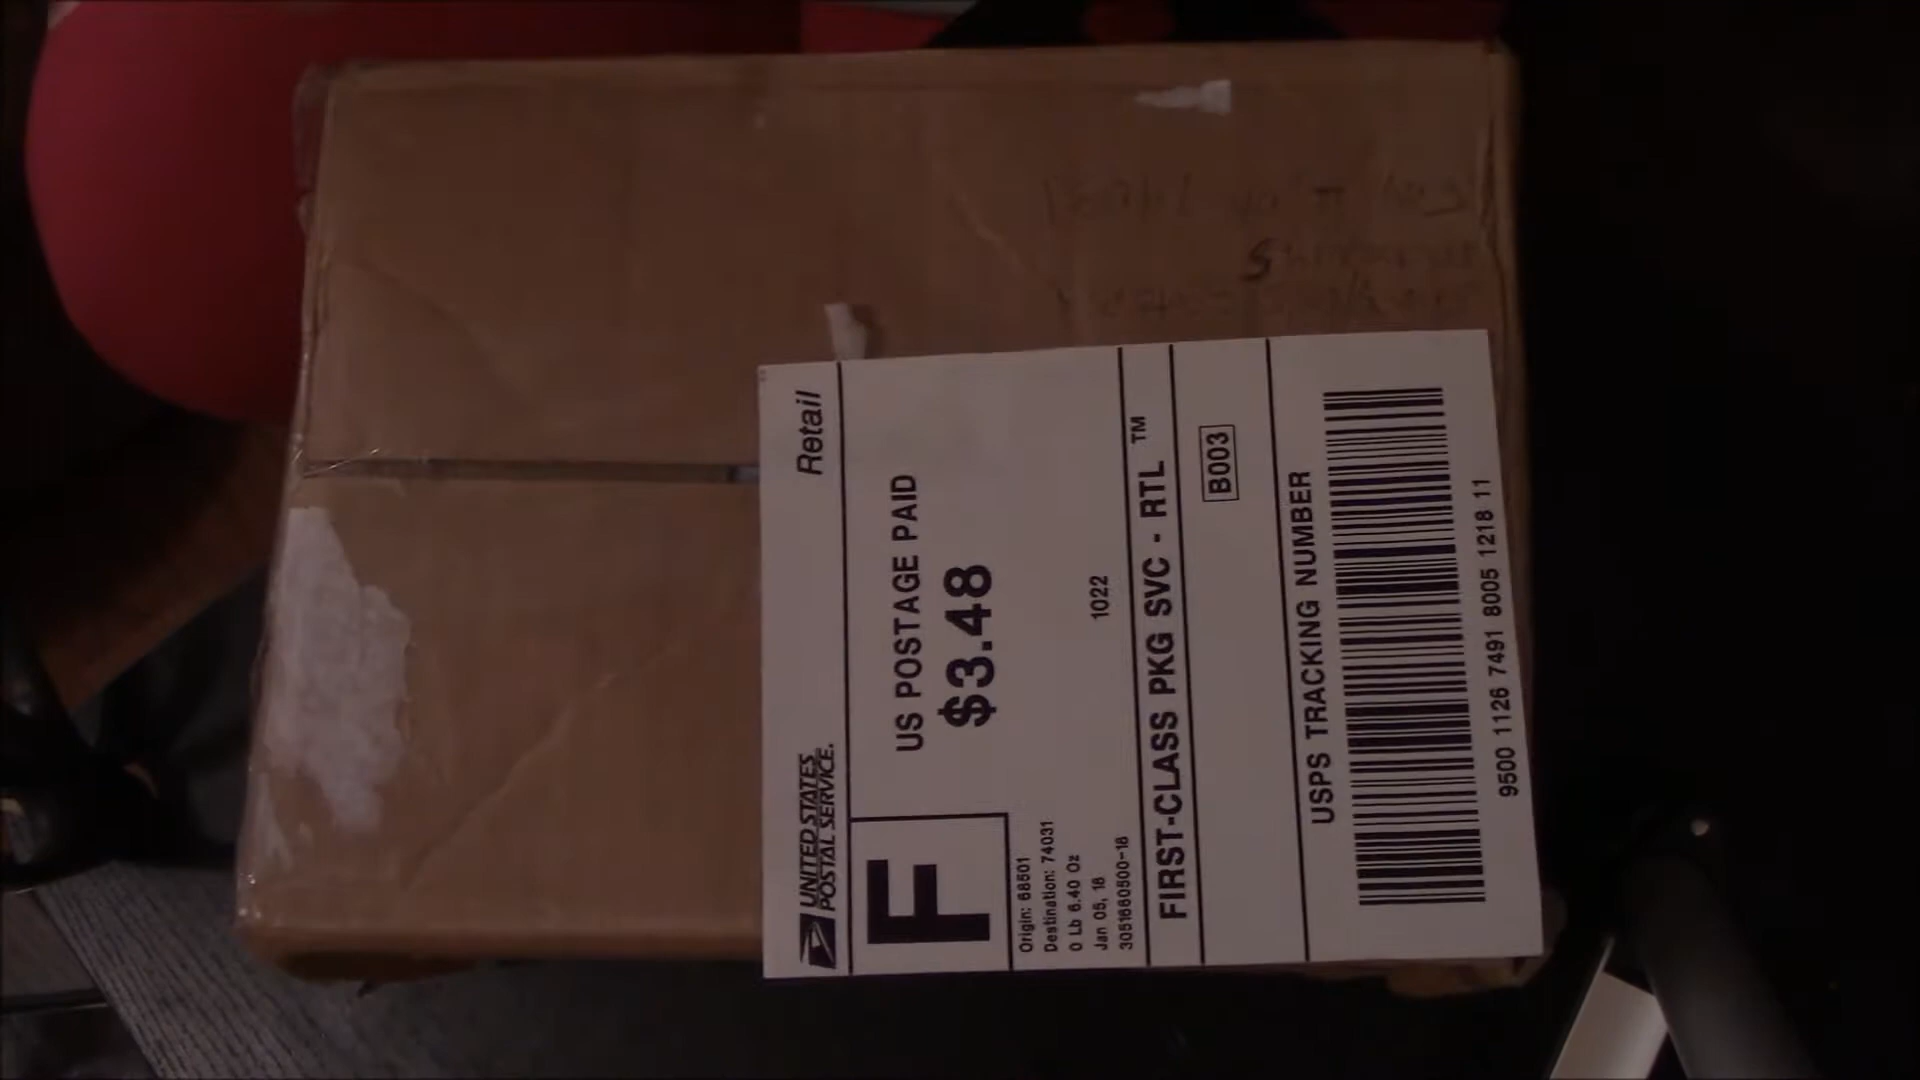 UNITED STATES
POSTAL SERVICE.
Retail
F
US POSTAGE PAID
$3.48
Origin: 68501
Destination: 74031
0 Lb 6.40 Oz
Jan 05, 18
3051660500-18
1022
FIRST-CLASS PKG SVC - RTL™
B003
USPS TRACKING NUMBER
9500 1126 7491 8005 1218 11